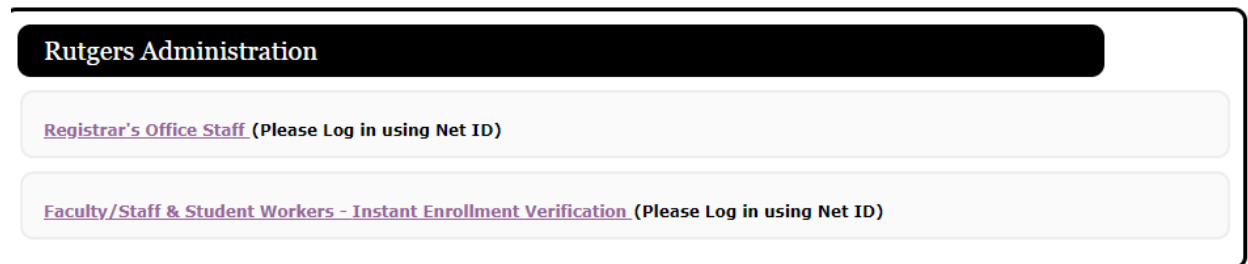 Rutgers Administration
Registrar's Office Staff (Please Log in using Net ID)
Faculty/Staff & Student Workers - Instant Enrollment Verification (Please Log in using Net ID)